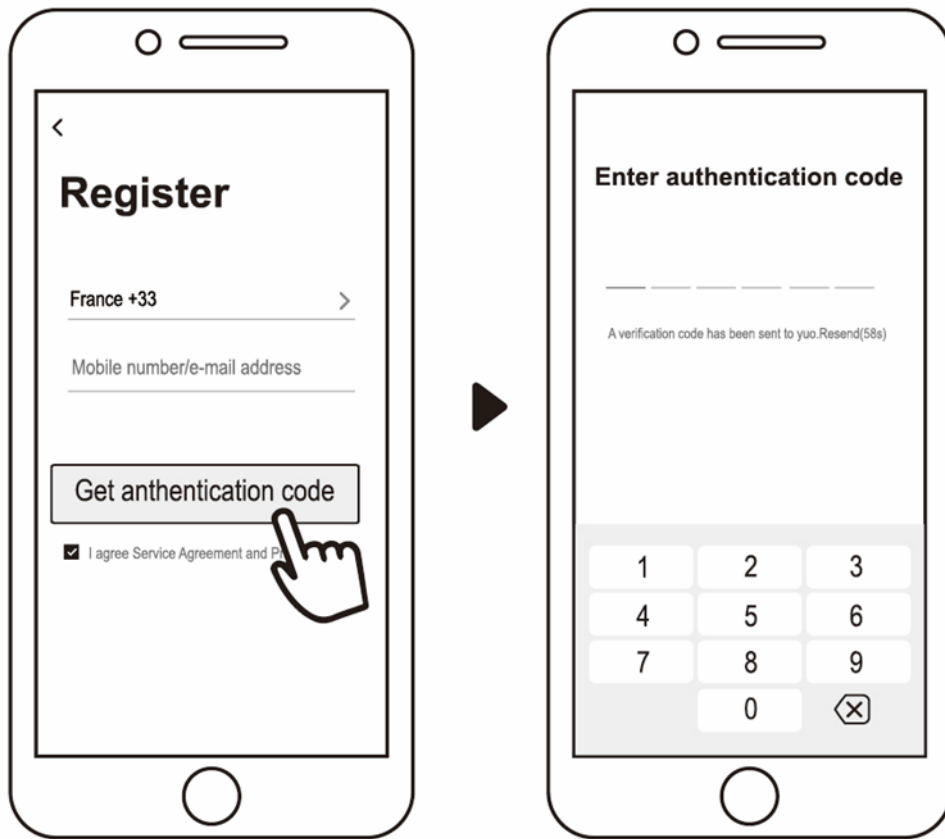 Register
France +33
Mobile number/e-mail address
Get anthentication code
I agree Service Agreement and
Enter authentication code
A verification code has been sent to yuo.Resend(58s)
1 2 3
4 5 6
7 8 9
0